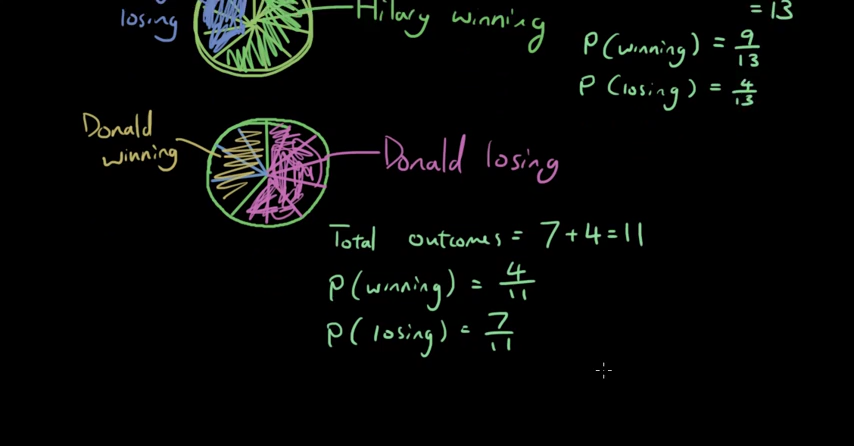 = 13
losing
Hilary winning
P(winning) = 9/13
P(losing) = 4/13
Donald
winning
Donald losing
Total outcomes = 7+4=11
P(winning) = 4/11
P(losing) = 7/11